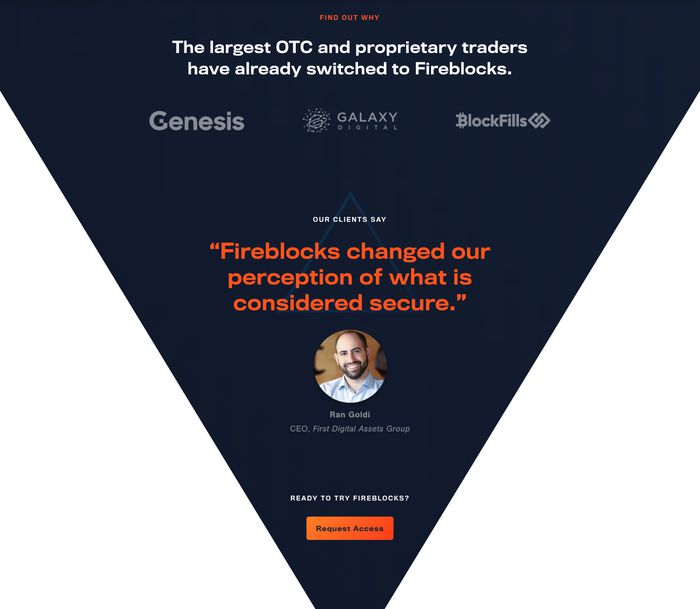 FIND OUT WHY
The largest OTC and proprietary traders
have already switched to Fireblocks.
Genesis
GALAXY
DIGITAL
BlockFills
OUR CLIENTS SAY
“Fireblocks changed our
perception of what is
considered secure.”
Ran Goldi
CEO, First Digital Assets Group
READY TO TRY FIREBLOCKS?
Request Access